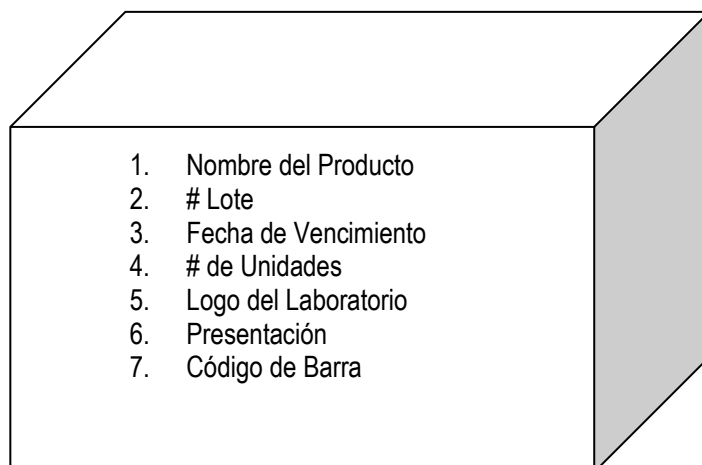 1. Nombre del Producto
2. # Lote
3. Fecha de Vencimiento
4. # de Unidades
5. Logo del Laboratorio
6. Presentación
7. Código de Barra